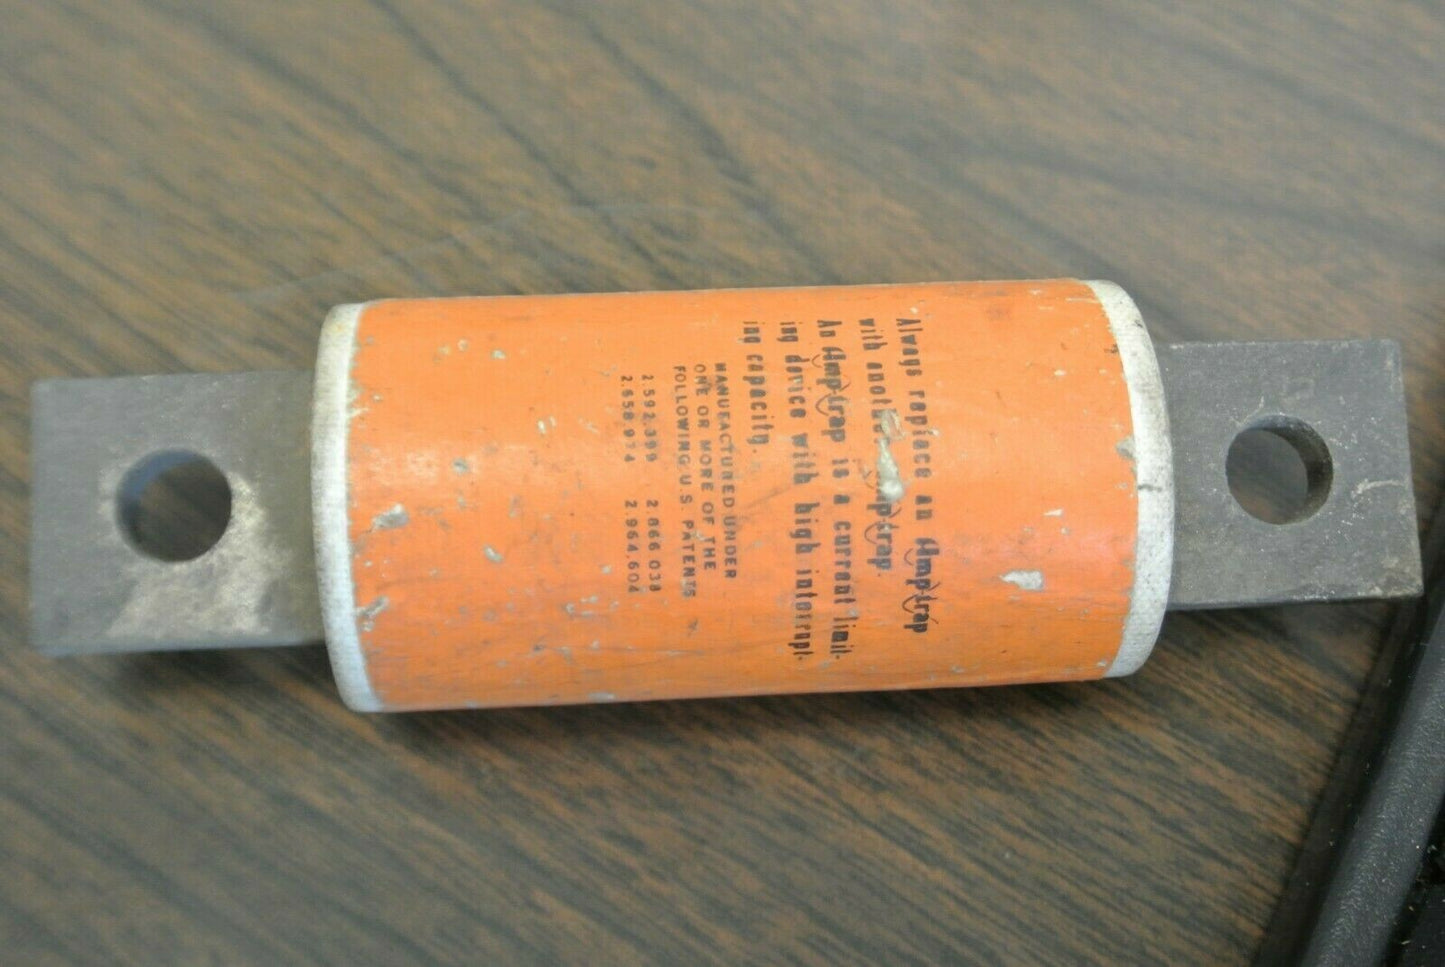 Always replace an Amp-trap
with another Amp-trap.
An Amp-trap is a current limit-
ing device with high interrupt-
ing capacity.
MANUFACTURED UNDER
ONE OR MORE OF THE
FOLLOWING U.S. PATENTS
2.592.399 2.866.038
2.658.974 2.964.604